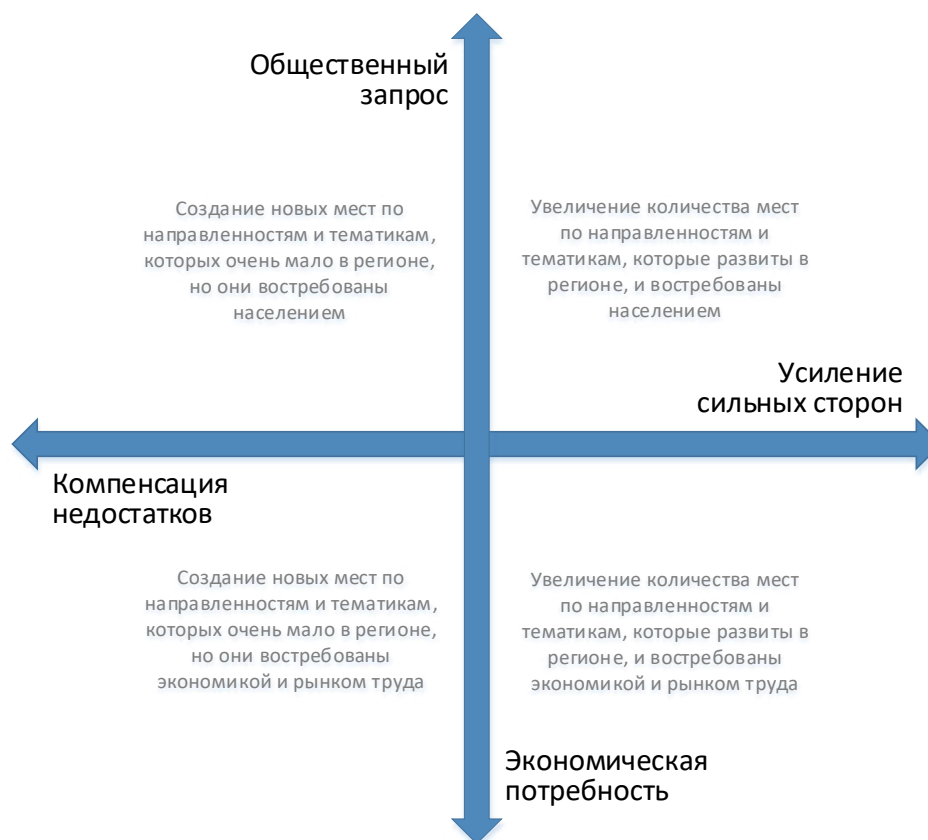 Общественный
запрос
Создание новых мест по
направленностям и тематикам,
которых очень мало в регионе,
но они востребованы
населением
Увеличение количества мест
по направленностям и
тематикам, которые развиты в
регионе, и востребованы
населением
Усиление
сильных сторон
Компенсация
недостатков
Создание новых мест по
направленностям и тематикам,
которых очень мало в регионе,
но они востребованы
экономикой и рынком труда
Увеличение количества мест
по направленностям и
тематикам, которые развиты в
регионе, и востребованы
экономикой и рынком труда
Экономическая
потребность